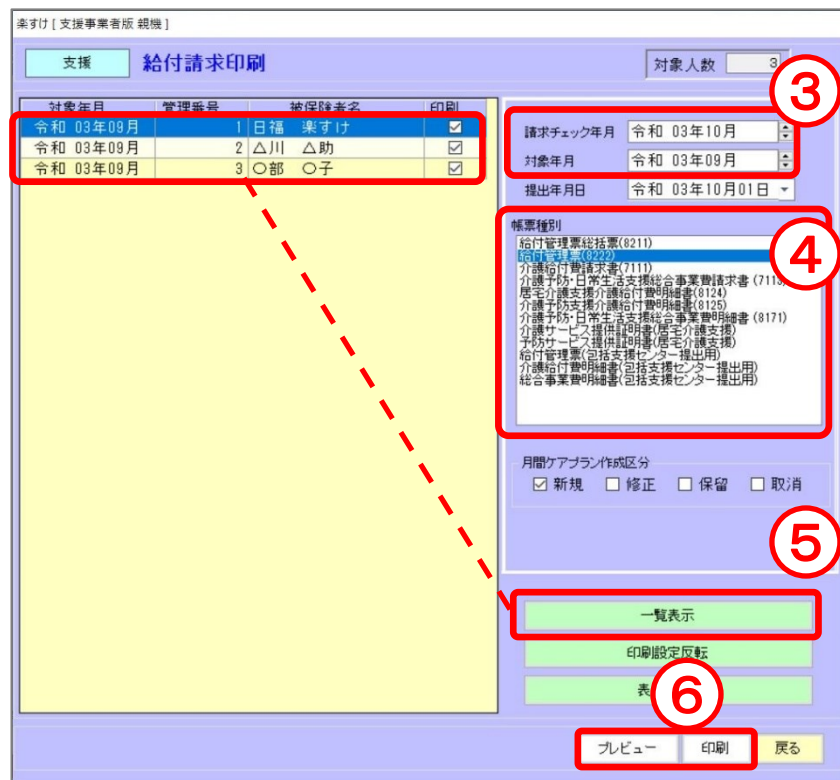 楽すけ [ 支援事業者版 親機 ]
支援
給付請求印刷
対象人数 3
③
対象年月 管理番号 被保険者名 印刷
令和 03年09月 1 日福 楽すけ
令和 03年09月 2 △川 △助
令和 03年09月 3 ○部 ○子
請求チェック年月 令和 03年10月
対象年月 令和 03年09月
提出年月日 令和 03年10月01日
帳票種別
④
給付管理票総括票(8211)
給付管理票(8222)
介護給付費請求書(7111)
介護予防・日常生活支援総合事業費請求書(7113)
居宅介護支援介護給付費明細書(8124)
介護予防支援介護給付費明細書(8125)
介護予防・日常生活支援総合事業費明細書(8171)
介護サービス提供証明書(居宅介護支援)
予防サービス提供証明書(居宅介護支援)
給付管理票(包括支援センター提出用)
介護給付費明細書(包括支援センター提出用)
総合事業費明細書(包括支援センター提出用)
月間ケアプラン作成区分
新規 修正 保留 取消
⑤
一覧表示
印刷設定反転
表
⑥
プレビュー 印刷 戻る